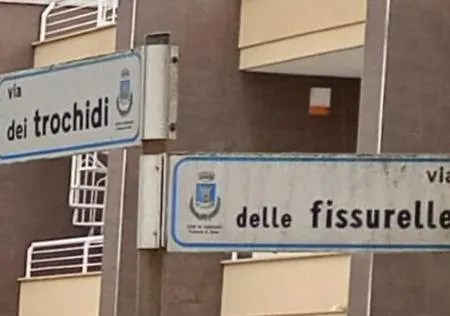 via
dei trochidi
via
delle fissurelle